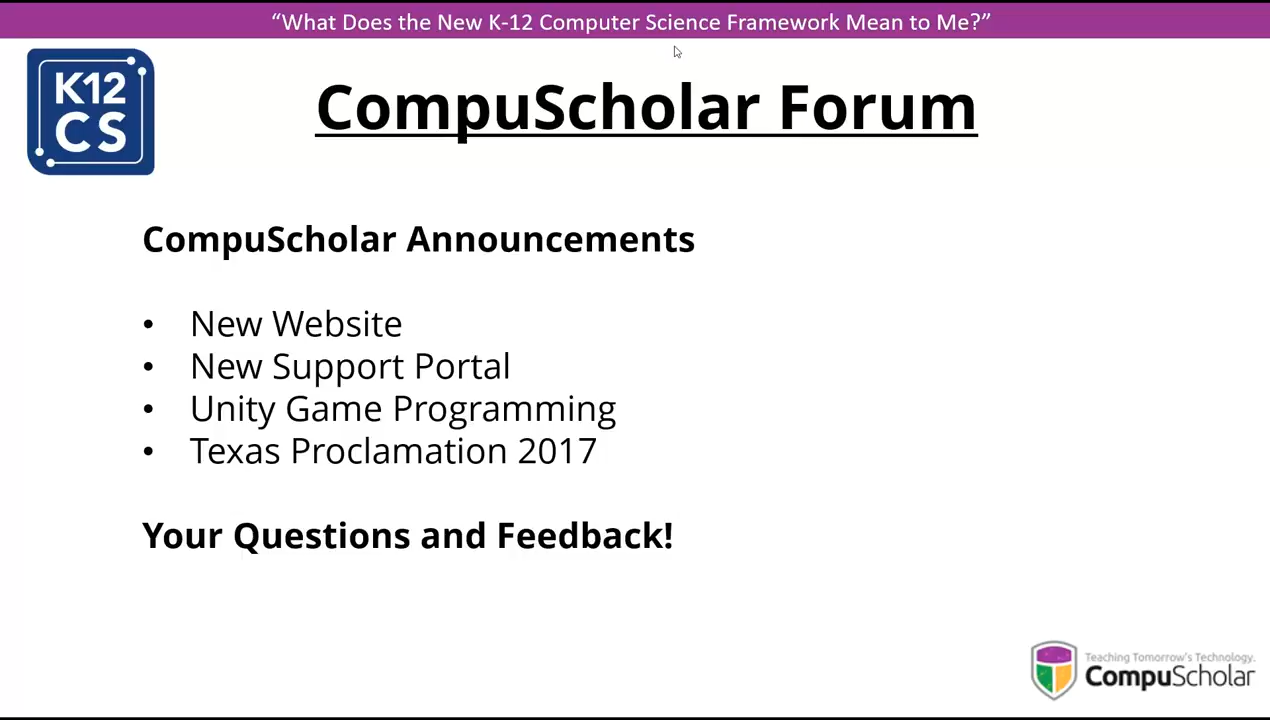 “What Does the New K-12 Computer Science Framework Mean to Me?”
K12
CS
CompuScholar Forum
CompuScholar Announcements
• New Website
• New Support Portal
• Unity Game Programming
• Texas Proclamation 2017
Your Questions and Feedback!
Teaching Tomorrow's Technology.
CompuScholar